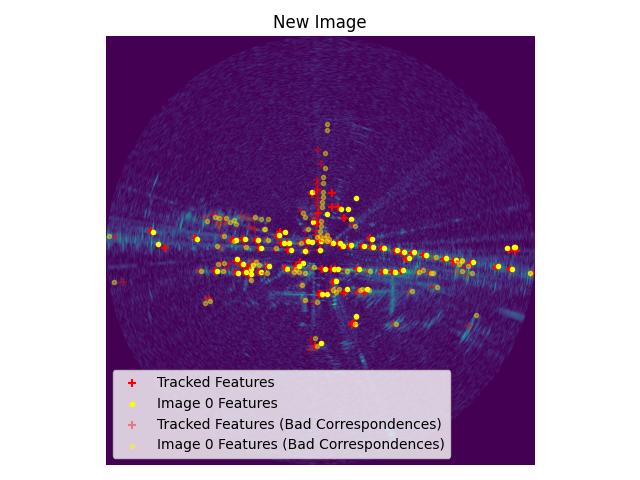 New Image
Tracked Features
Image 0 Features
Tracked Features (Bad Correspondences)
Image 0 Features (Bad Correspondences)